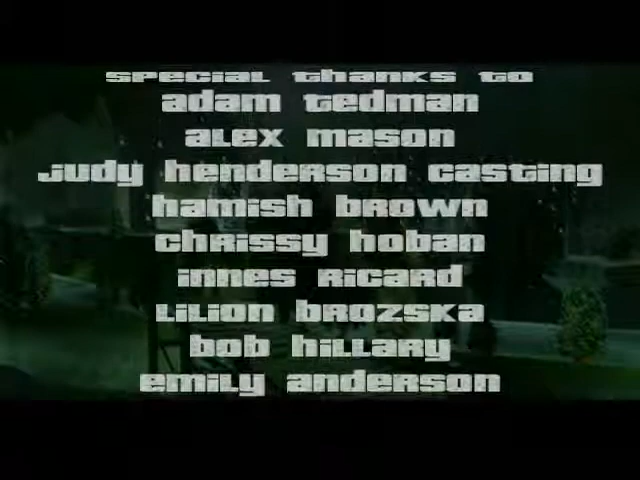 special thanks to
adam tedman
alex mason
judy henderson casting
hamish brown
chrissy hoban
innes ricard
lilion brozska
bob hillary
emily anderson